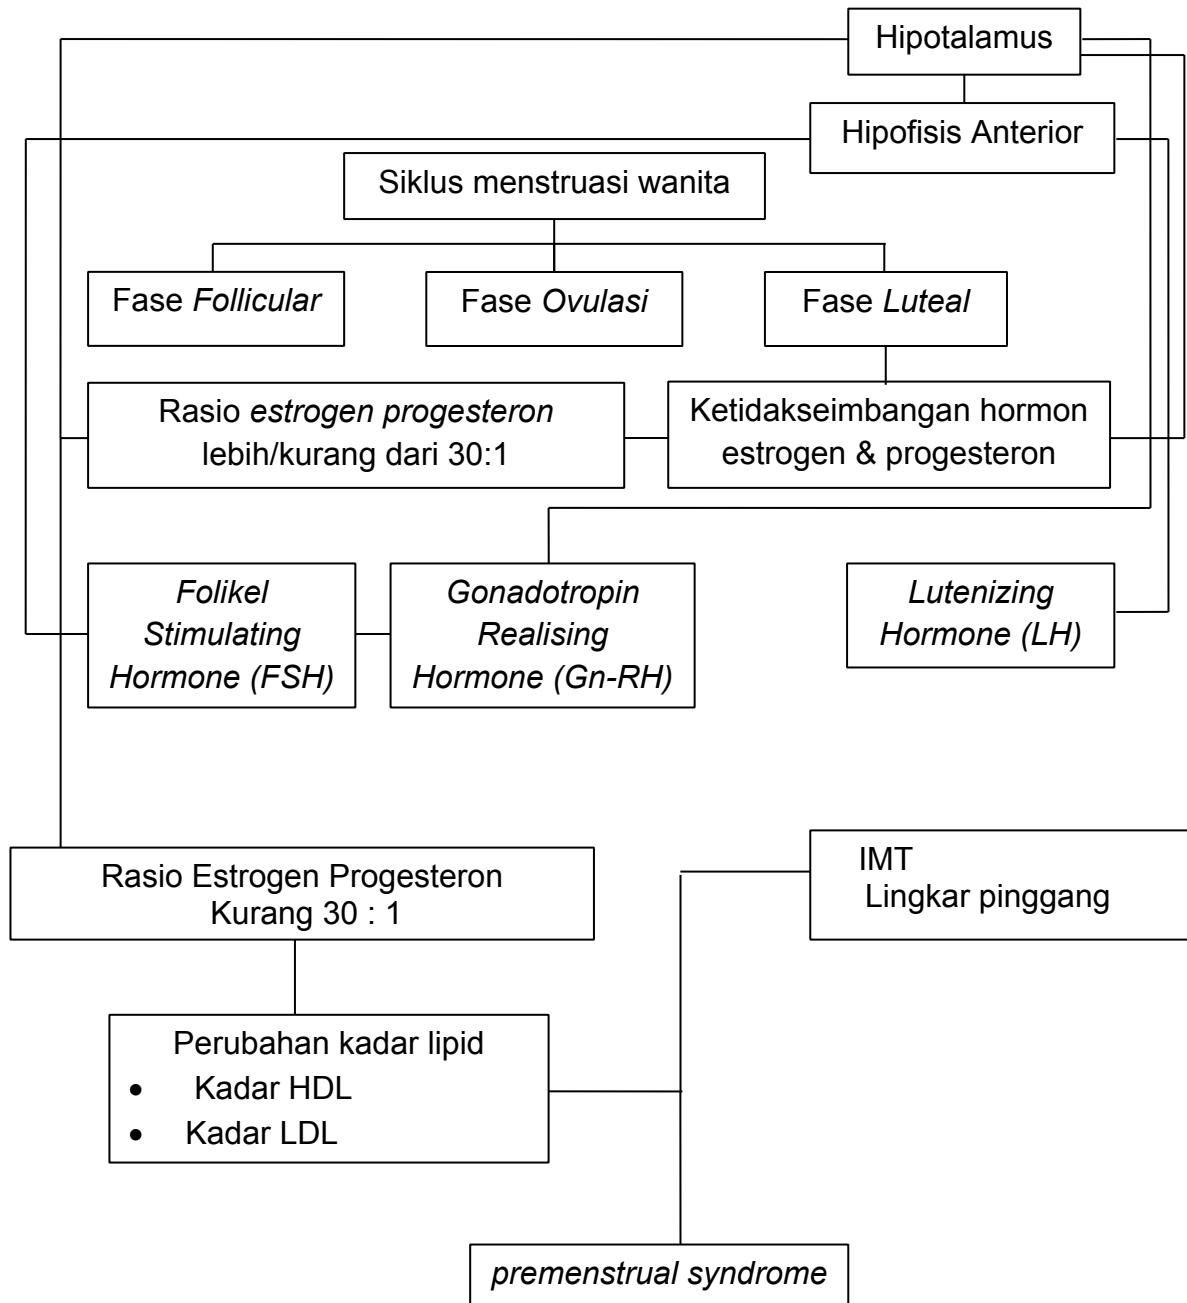 Hipotalamus
Hipofisis Anterior
Siklus menstruasi wanita
Fase Follicular
Fase Ovulasi
Fase Luteal
Rasio estrogen progesteron
lebih/kurang dari 30:1
Ketidakseimbangan hormon
estrogen & progesteron
Folikel
Stimulating
Hormone (FSH)
Gonadotropin
Realising
Hormone (Gn-RH)
Lutenizing
Hormone (LH)
Rasio Estrogen Progesteron
Kurang 30 : 1
IMT
Lingkar pinggang
Perubahan kadar lipid
• Kadar HDL
• Kadar LDL
premenstrual syndrome